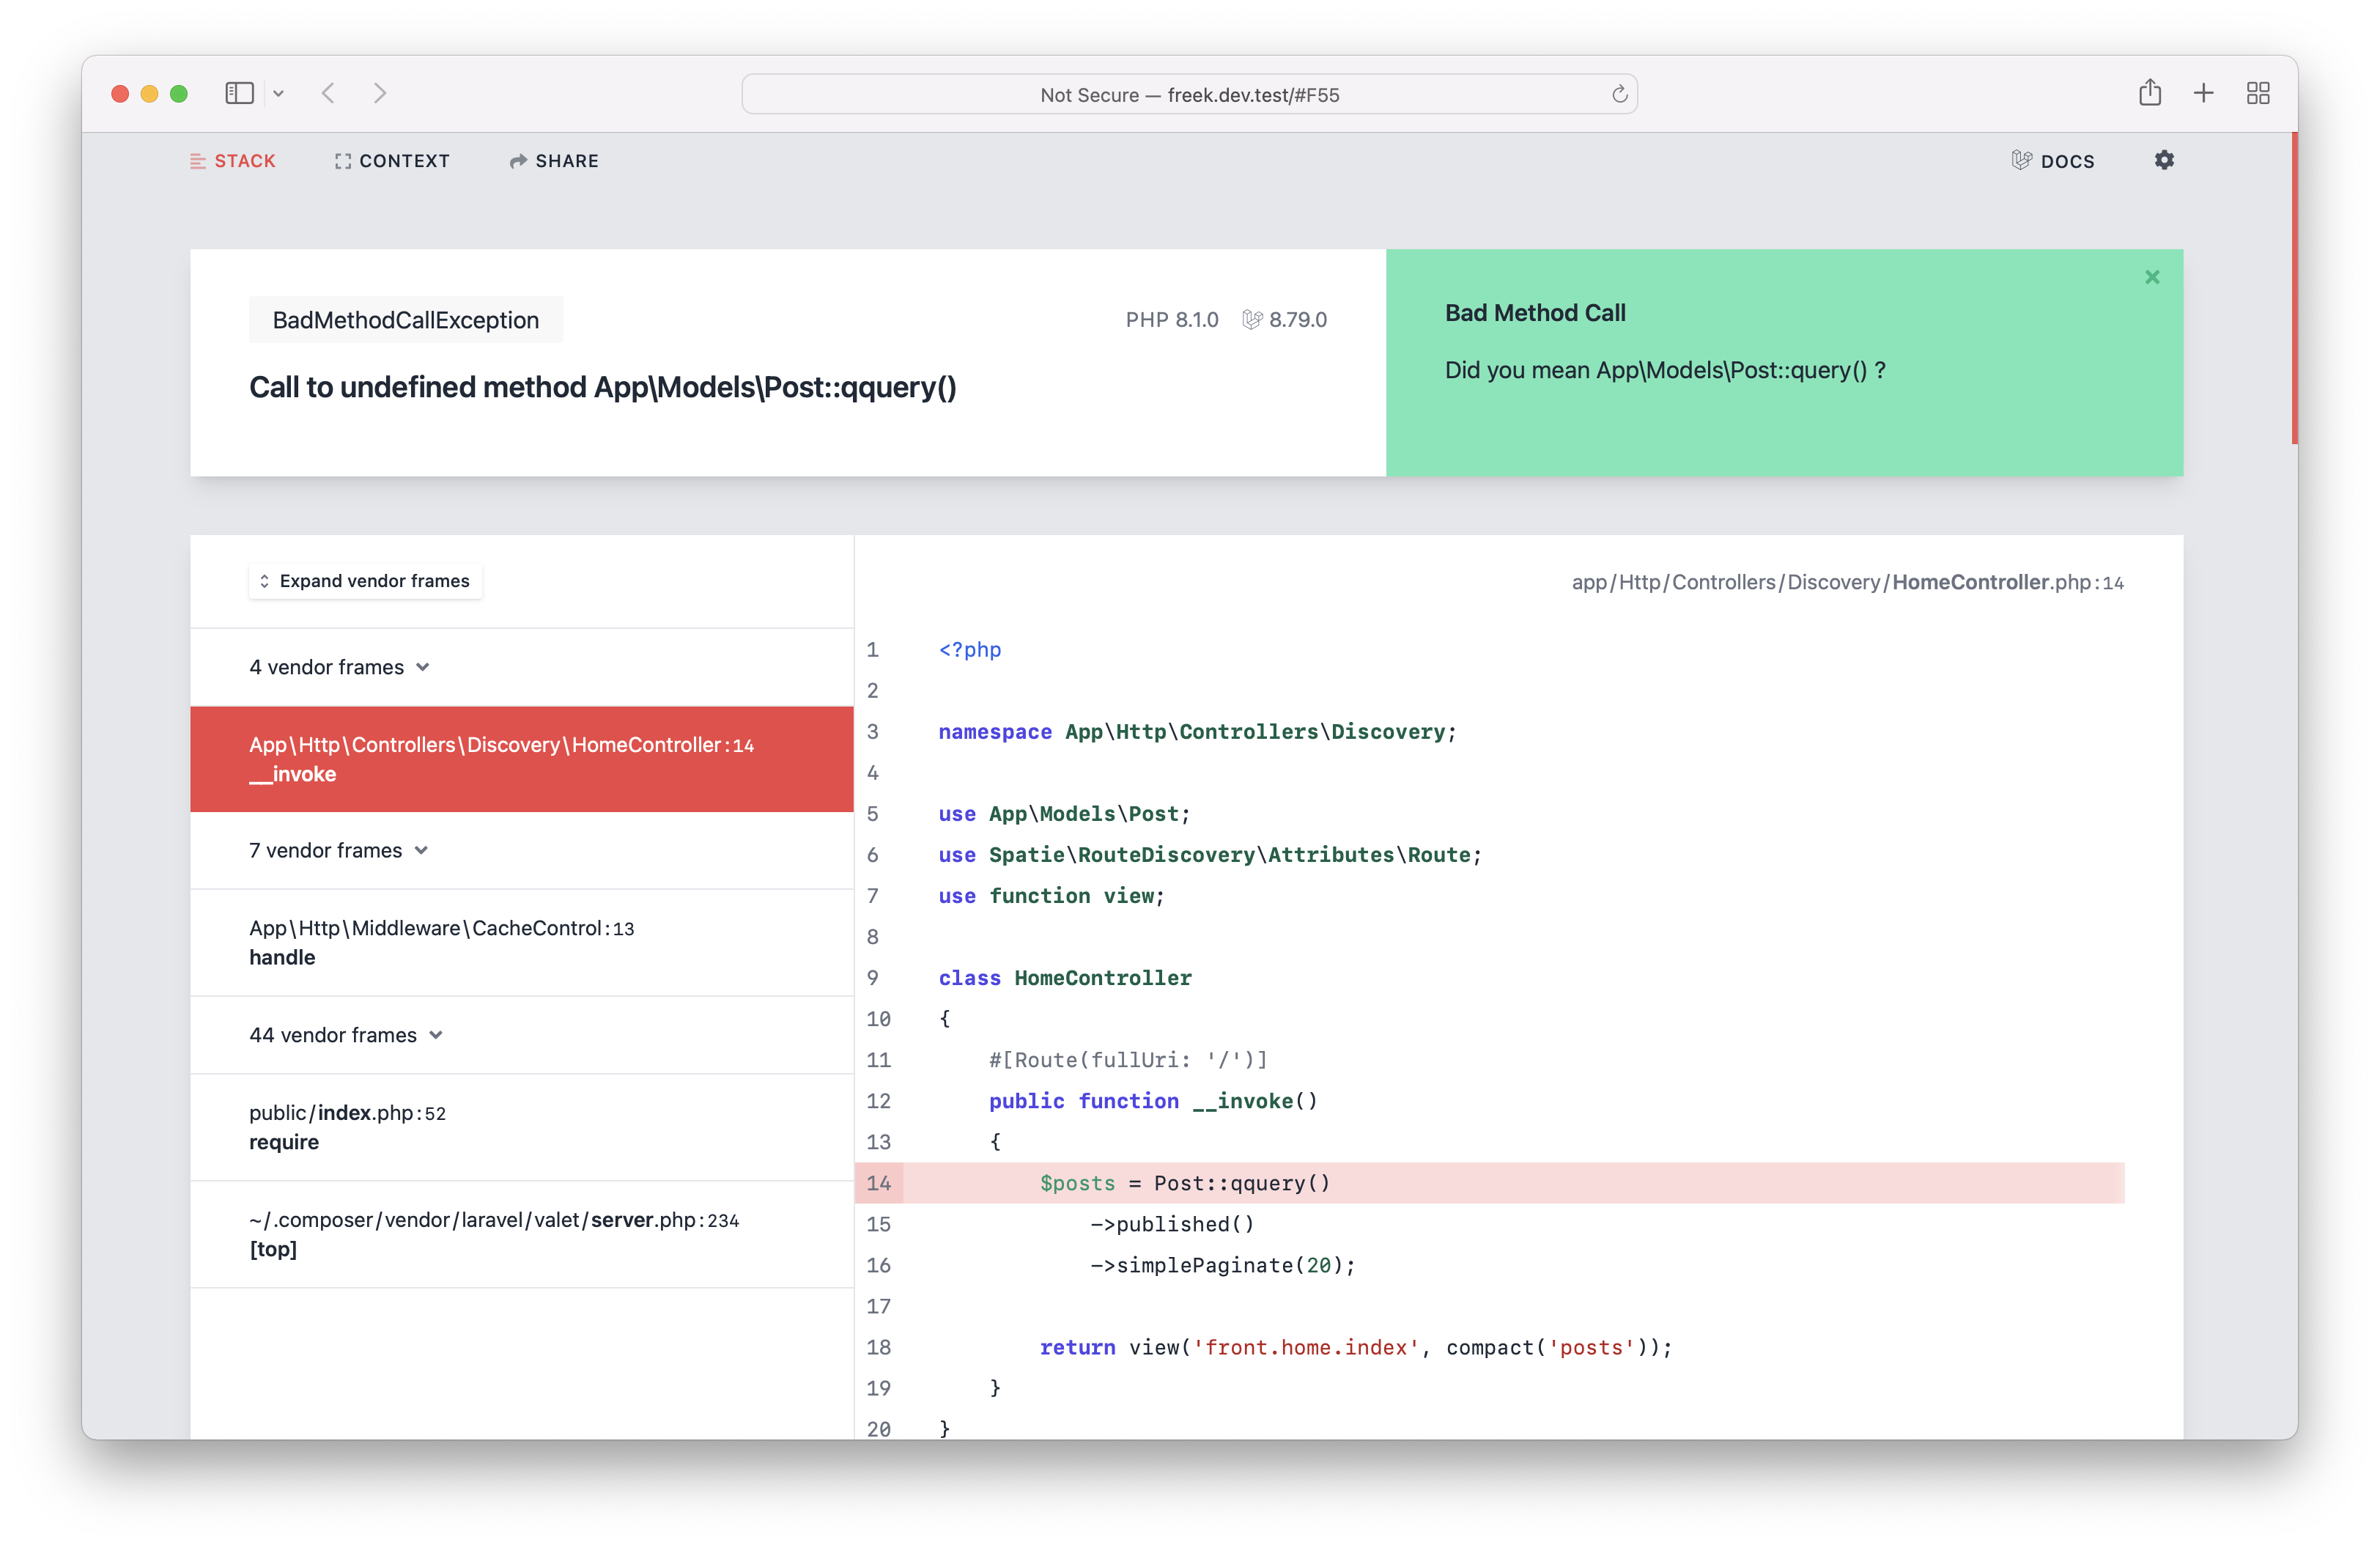 Not Secure — freek.dev.test/#F55
STACK CONTEXT SHARE DOCS
BadMethodCallException PHP 8.1.0 8.79.0
Call to undefined method App\Models\Post::qquery()
Bad Method Call
Did you mean App\Models\Post::query() ?
Expand vendor frames
4 vendor frames
App\Http\Controllers\Discovery\HomeController:14
__invoke
7 vendor frames
App\Http\Middleware\CacheControl:13
handle
44 vendor frames
public/index.php:52
require
~/.composer/vendor/laravel/valet/server.php:234
[top]
app/Http/Controllers/Discovery/HomeController.php:14
1 <?php
2
3 namespace App\Http\Controllers\Discovery;
4
5 use App\Models\Post;
6 use Spatie\RouteDiscovery\Attributes\Route;
7 use function view;
8
9 class HomeController
10 {
11     #[Route(fullUri: '/')]
12     public function __invoke()
13     {
14         $posts = Post::qquery()
15             ->published()
16             ->simplePaginate(20);
17
18         return view('front.home.index', compact('posts'));
19     }
20 }